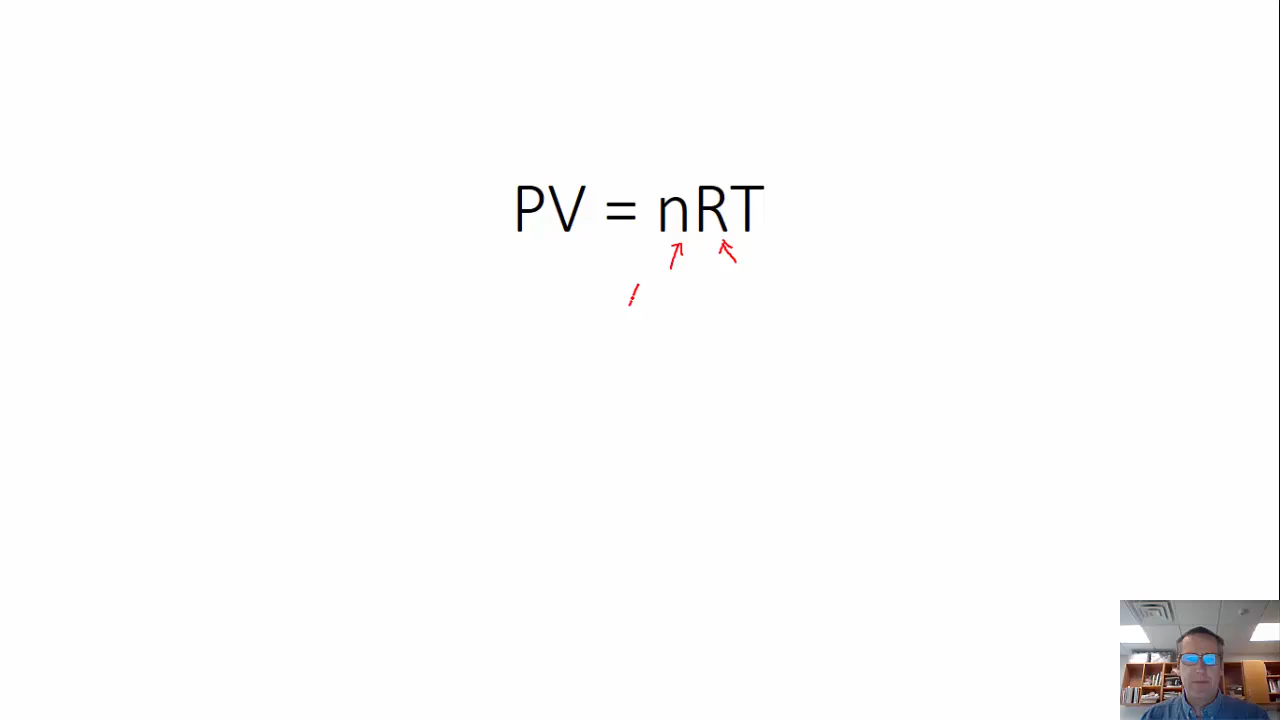 PV = nRT